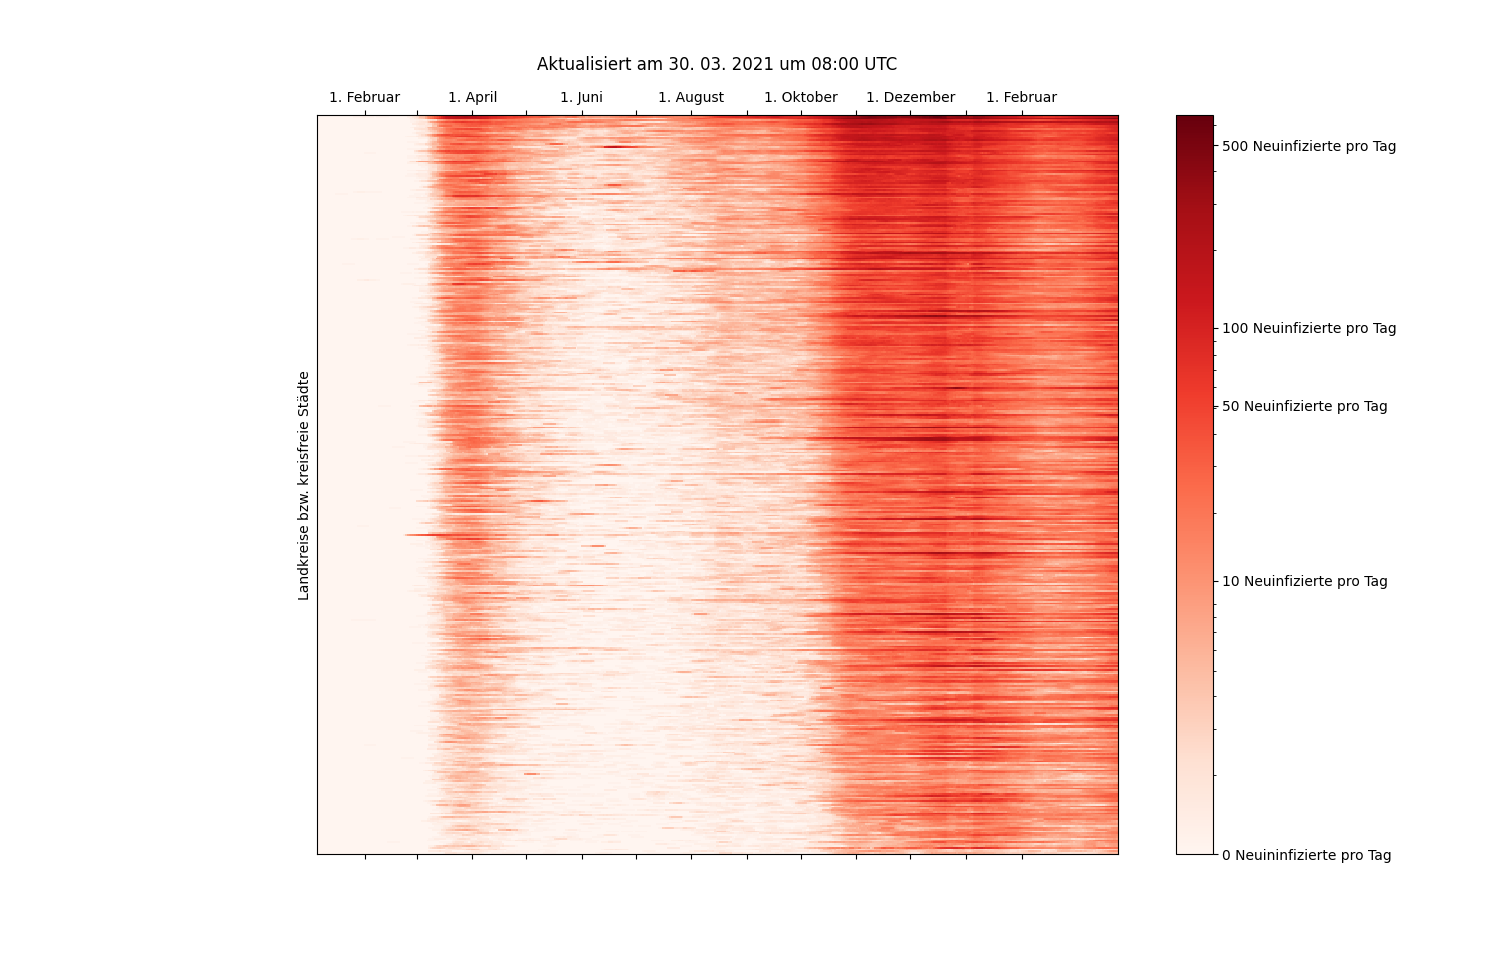 Aktualisiert am 30. 03. 2021 um 08:00 UTC
1. Februar 1. April 1. Juni 1. August 1. Oktober 1. Dezember 1. Februar
Landkreise bzw. kreisfreie Städte
500 Neuinfizierte pro Tag
100 Neuinfizierte pro Tag
50 Neuinfizierte pro Tag
10 Neuinfizierte pro Tag
0 Neuininfizierte pro Tag